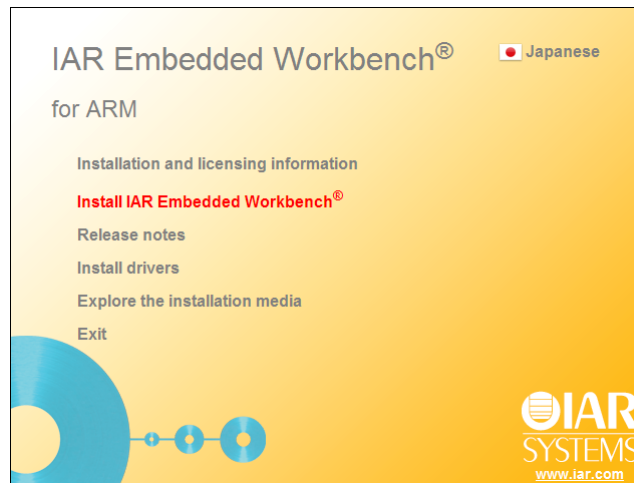 IAR Embedded Workbench®
Japanese
for ARM
Installation and licensing information
Install IAR Embedded Workbench®
Release notes
Install drivers
Explore the installation media
Exit
IAR
SYSTEMS
www.iar.com